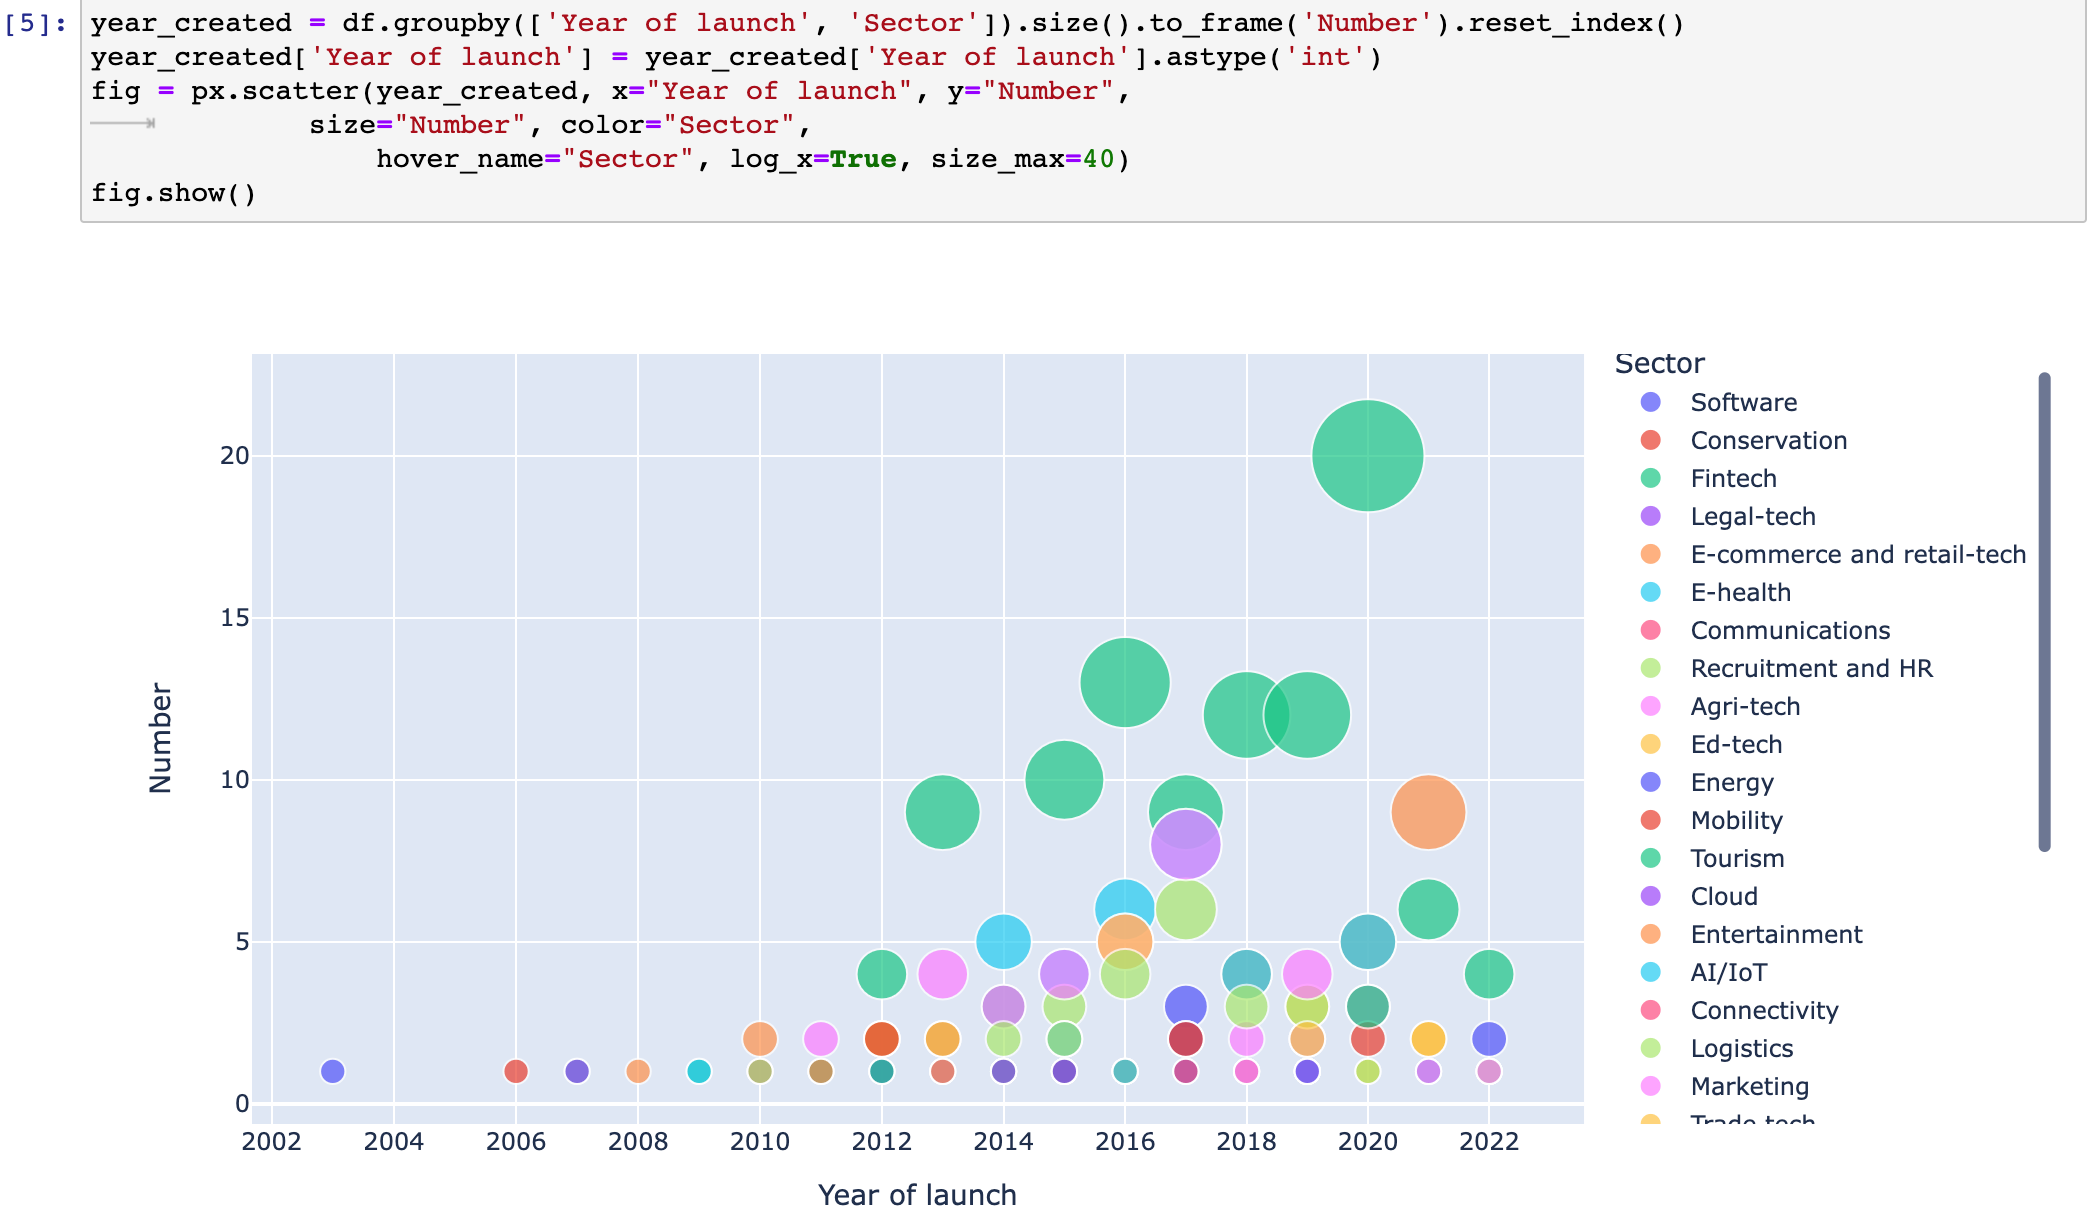 [5]: year_created = df.groupby(['Year of launch', 'Sector']).size().to_frame('Number').reset_index()
year_created['Year of launch'] = year_created['Year of launch'].astype('int')
fig = px.scatter(year_created, x="Year of launch", y="Number",
size="Number", color="Sector",
hover_name="Sector", log_x=True, size_max=40)
fig.show()
Number
20
15
10
5
0
2002 2004 2006 2008 2010 2012 2014 2016 2018 2020 2022
Year of launch
Sector
Software
Conservation
Fintech
Legal-tech
E-commerce and retail-tech
E-health
Communications
Recruitment and HR
Agri-tech
Ed-tech
Energy
Mobility
Tourism
Cloud
Entertainment
AI/IoT
Connectivity
Logistics
Marketing